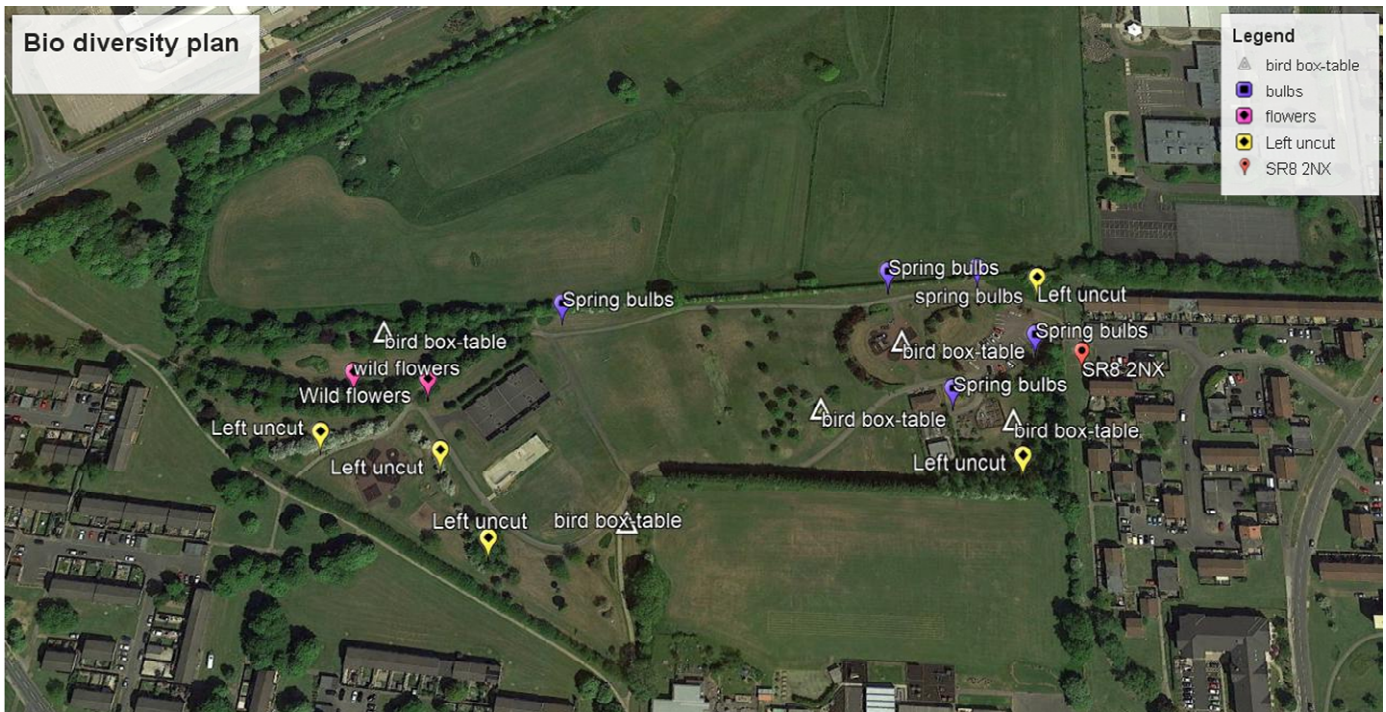 Bio diversity plan
Legend
bird box-table
bulbs
flowers
Left uncut
SR8 2NX
Spring bulbs
spring bulbs
Left uncut
Spring bulbs
Spring bulbs
bird box-table
bird box-table
SR8 2NX
wild flowers
Wild flowers
Spring bulbs
bird box-table
bird box-table
Left uncut
Left uncut
Left uncut
Left uncut
bird box-table